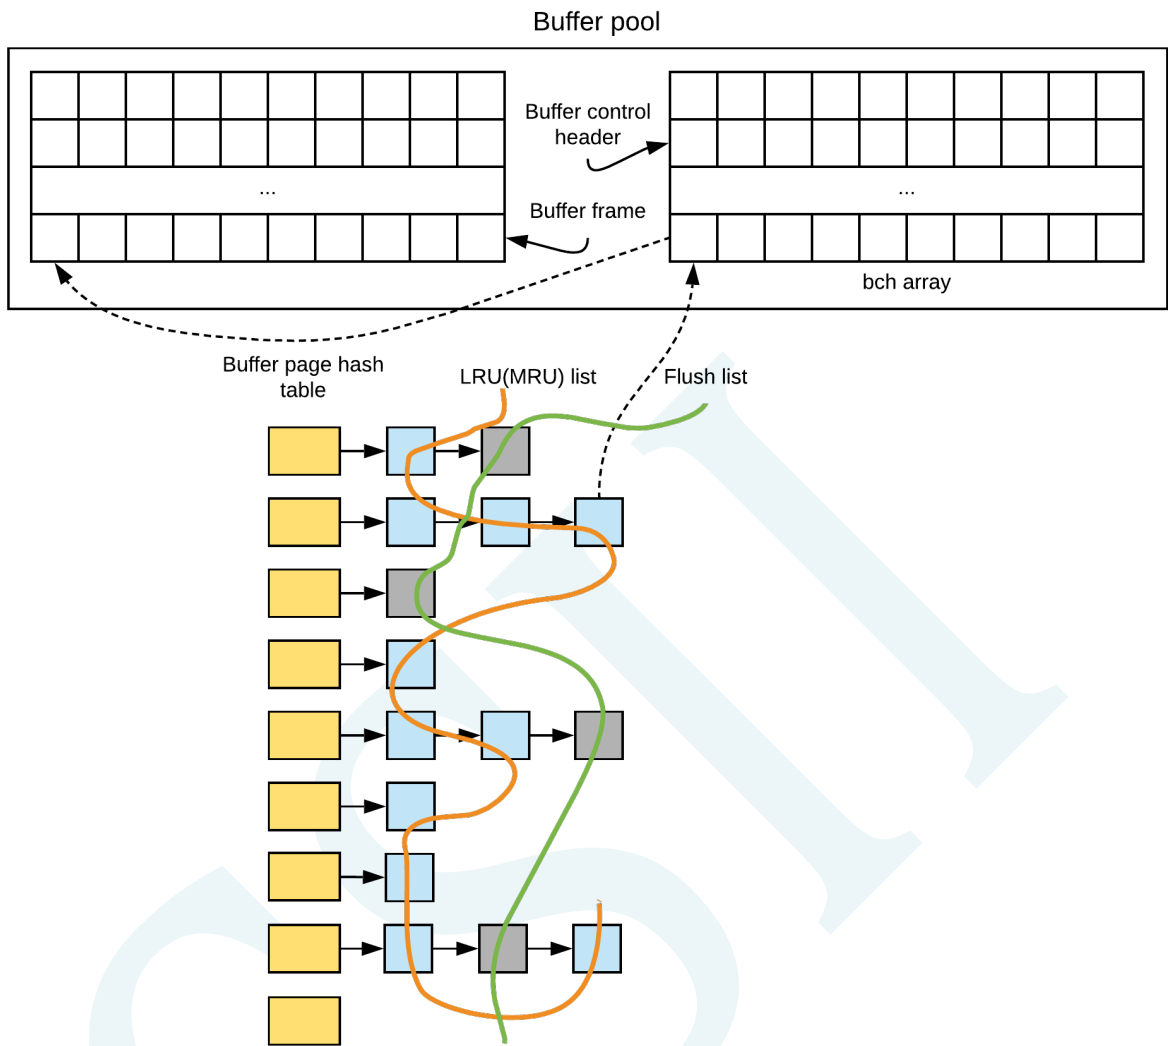 Buffer pool
Buffer control
header
...
...
Buffer frame
bch array
Buffer page hash
table
LRU(MRU) list
Flush list